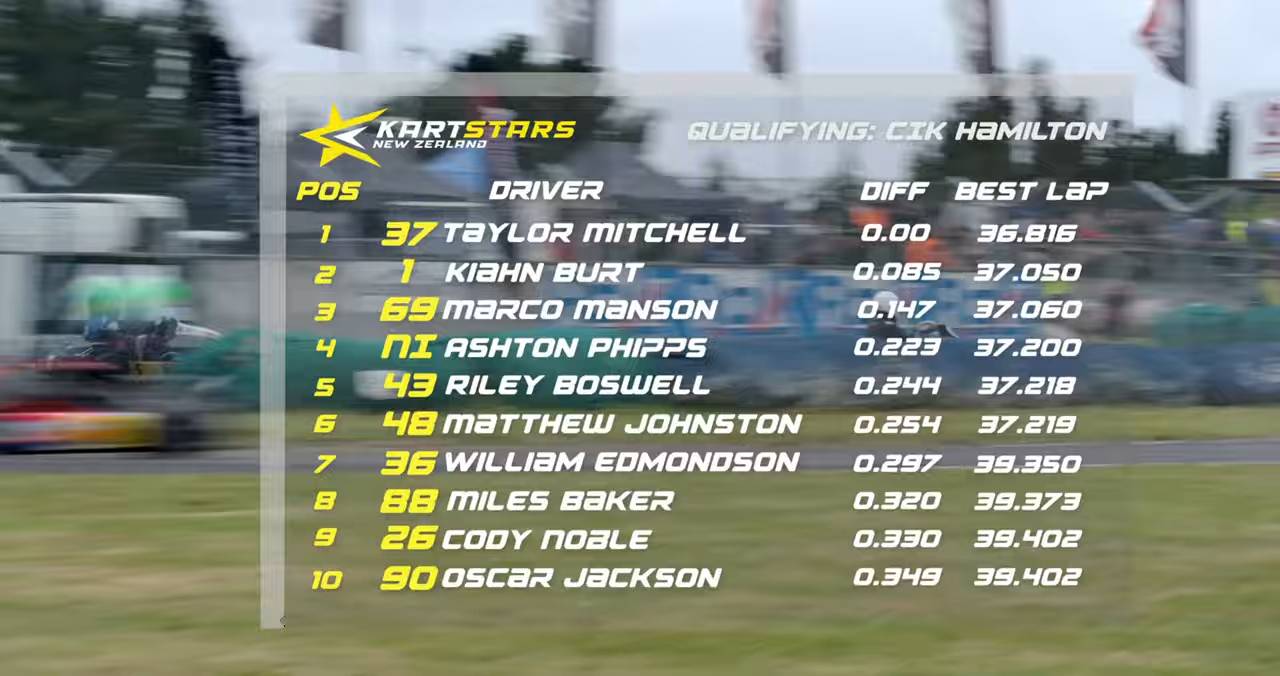 KARTSTARS
NEW ZEALAND
QUALIFYING: CIK HAMILTON
POS DRIVER DIFF BEST LAP
1 37 TAYLOR MITCHELL 0.00 36.816
2 1 KIAHN BURT 0.085 37.050
3 69 MARCO MANSON 0.147 37.060
4 NI ASHTON PHIPPS 0.223 37.200
5 43 RILEY BOSWELL 0.244 37.218
6 48 MATTHEW JOHNSTON 0.254 37.219
7 36 WILLIAM EDMONDSON 0.297 39.350
8 88 MILES BAKER 0.320 39.373
9 26 CODY NOBLE 0.330 39.402
10 90 OSCAR JACKSON 0.349 39.402